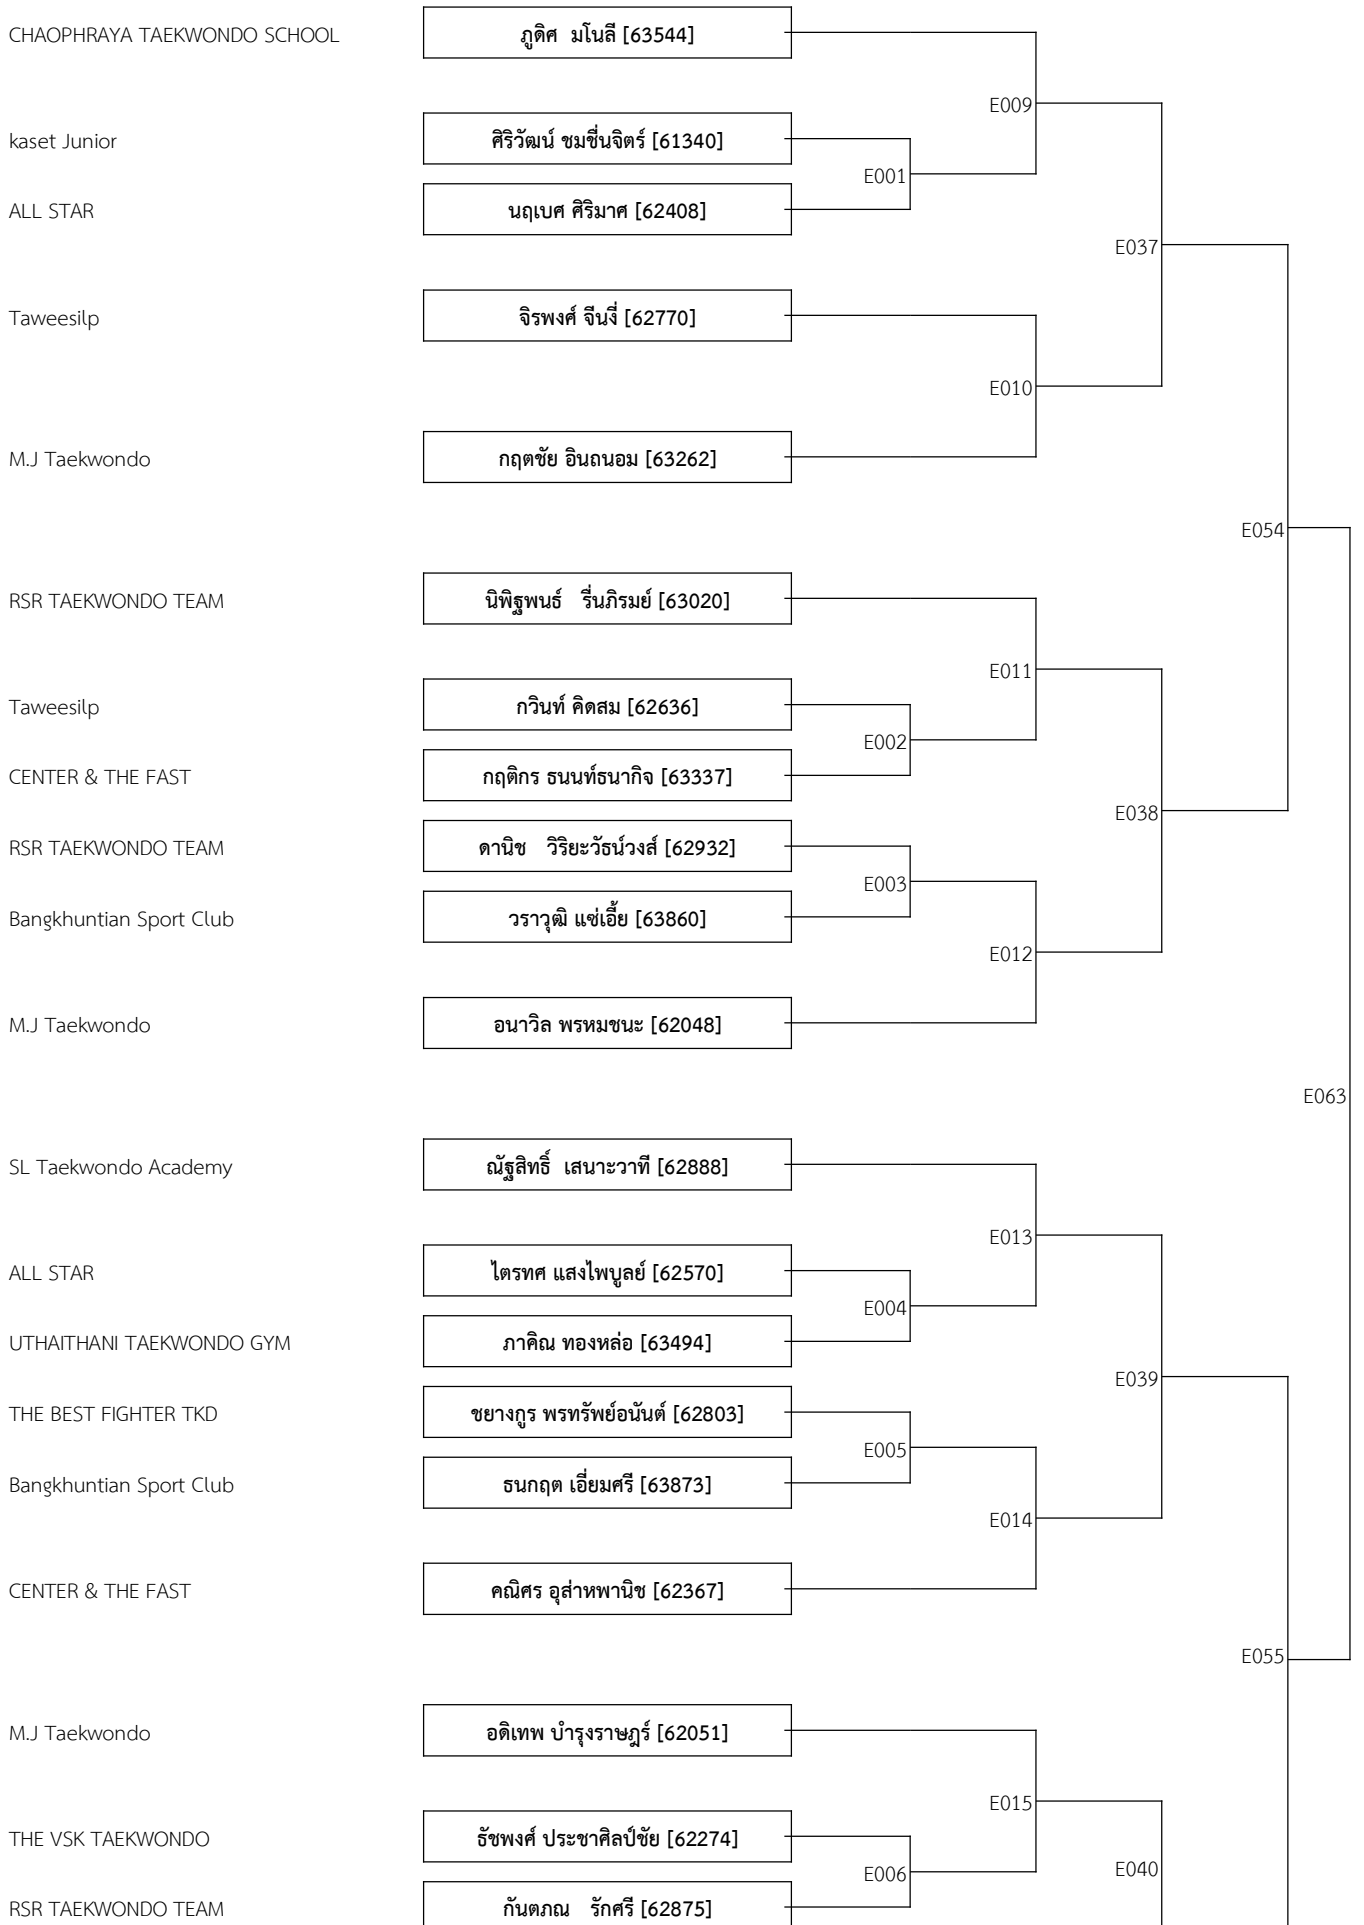 CHAOPHRAYA TAEKWONDO SCHOOL ภูดิศ  มโนลี [63544]
E009
kaset Junior ศิริวัฒน์ ชมชื่นจิตร์ [61340]
E001
ALL STAR นฤเบศ ศิริมาศ [62408]
E037
Taweesilp จิรพงศ์ จีนงี่ [62770]
E010
M.J Taekwondo กฤตชัย อินถนอม [63262]
E054
RSR TAEKWONDO TEAM นิพิฐพนธ์   รื่นภิรมย์ [63020]
E011
Taweesilp กวินท์ คิดสม [62636]
E002
CENTER & THE FAST กฤติกร ธนนท์ธนากิจ [63337]
E038
RSR TAEKWONDO TEAM ดานิช   วิริยะวัธน์วงส์ [62932]
E003
Bangkhuntian Sport Club วราวุฒิ แซ่เอี้ย [63860]
E012
M.J Taekwondo อนาวิล พรหมชนะ [62048]
E063
SL Taekwondo Academy ณัฐสิทธิ์  เสนาะวาที [62888]
E013
ALL STAR ไตรทศ แสงไพบูลย์ [62570]
E004
UTHAITHANI TAEKWONDO GYM ภาคิณ ทองหล่อ [63494]
E039
THE BEST FIGHTER TKD ชยางกูร พรทรัพย์อนันต์ [62803]
E005
Bangkhuntian Sport Club ธนกฤต เอี่ยมศรี [63873]
E014
CENTER & THE FAST คณิศร อุส่าหพานิช [62367]
E055
M.J Taekwondo อดิเทพ บำรุงราษฎร์ [62051]
E015
THE VSK TAEKWONDO ธัชพงศ์ ประชาศิลป์ชัย [62274]
E006 E040
RSR TAEKWONDO TEAM กันตภณ   รักศรี [62875]